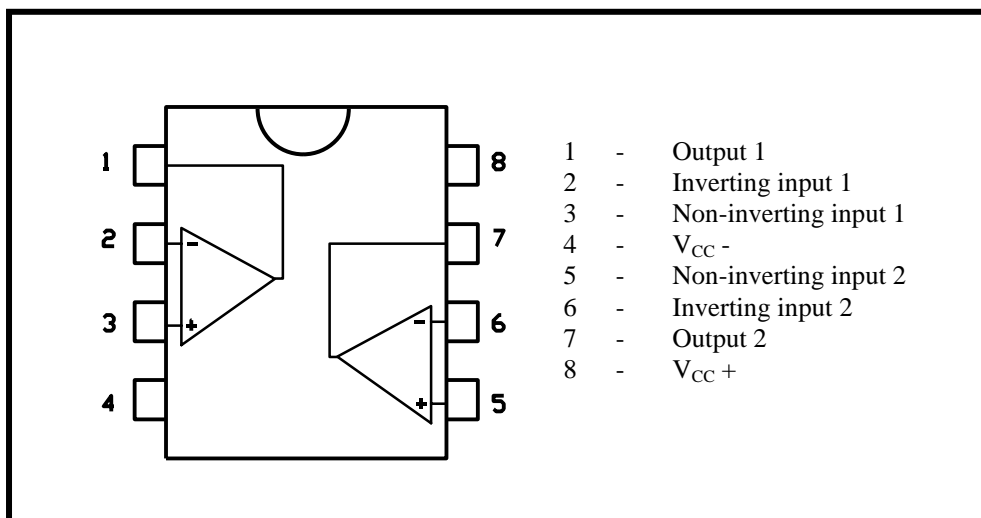 1
2
3
4
8
7
6
5
-
+
-
+
1 - Output 1
2 - Inverting input 1
3 - Non-inverting input 1
4 - VCC -
5 - Non-inverting input 2
6 - Inverting input 2
7 - Output 2
8 - VCC +